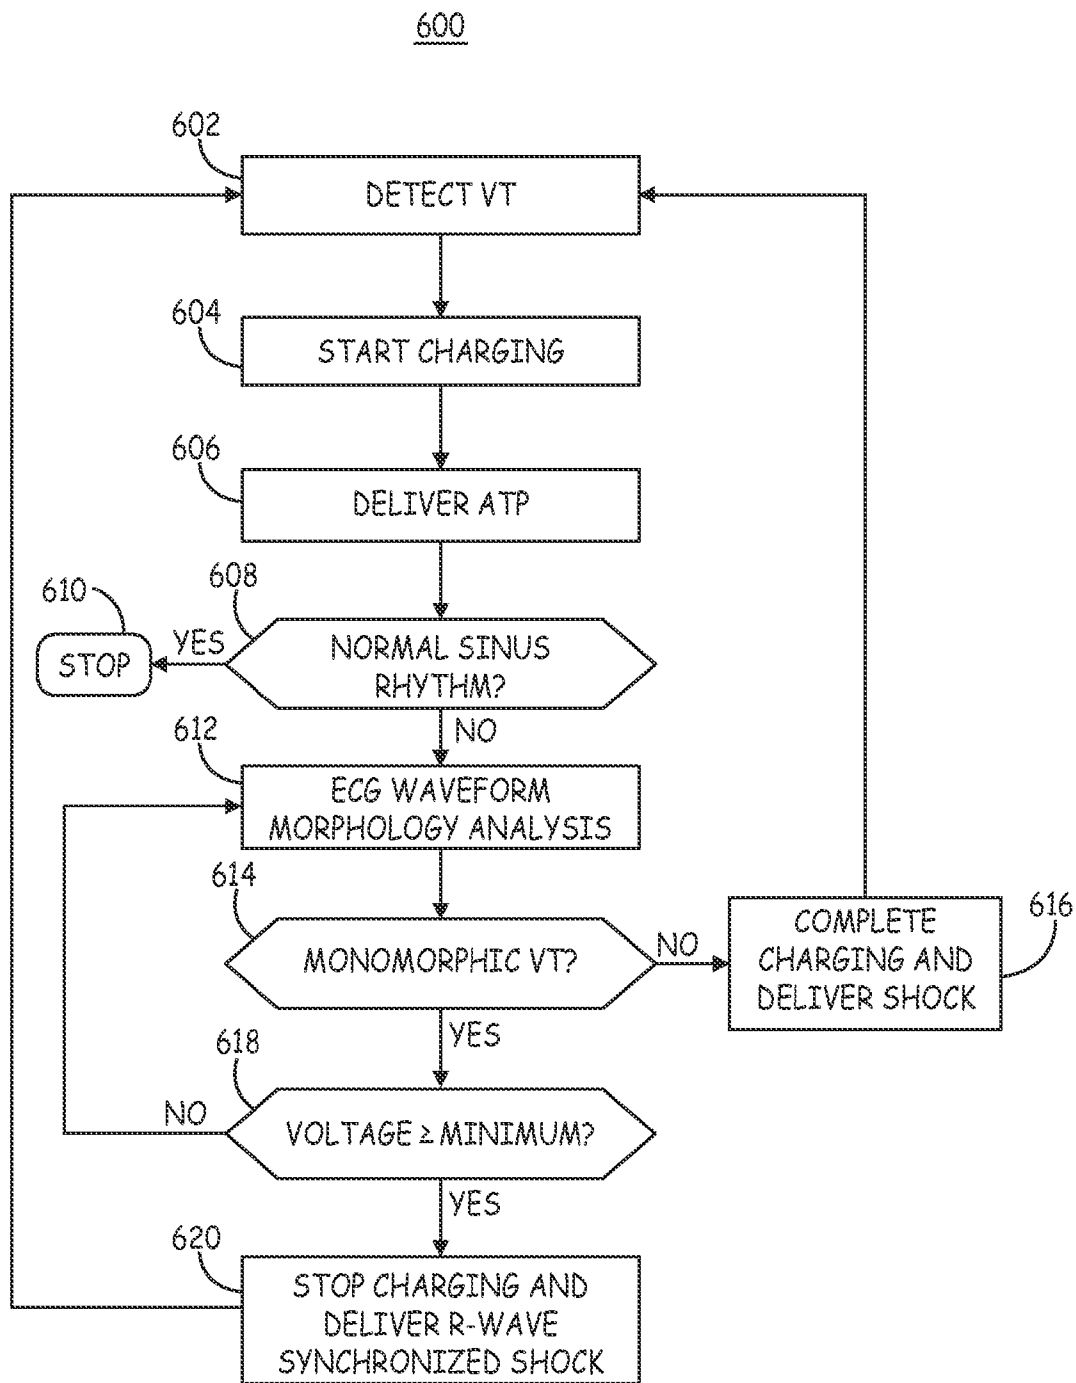 600
602
DETECT VT
604
START CHARGING
606
DELIVER ATP
608
610
YES
STOP
NORMAL SINUS
RHYTHM?
NO
612
ECG WAVEFORM
MORPHOLOGY ANALYSIS
614
MONOMORPHIC VT?
NO
COMPLETE
CHARGING AND
DELIVER SHOCK
616
YES
618
NO
VOLTAGE ≥ MINIMUM?
YES
620
STOP CHARGING AND
DELIVER R-WAVE
SYNCHRONIZED SHOCK